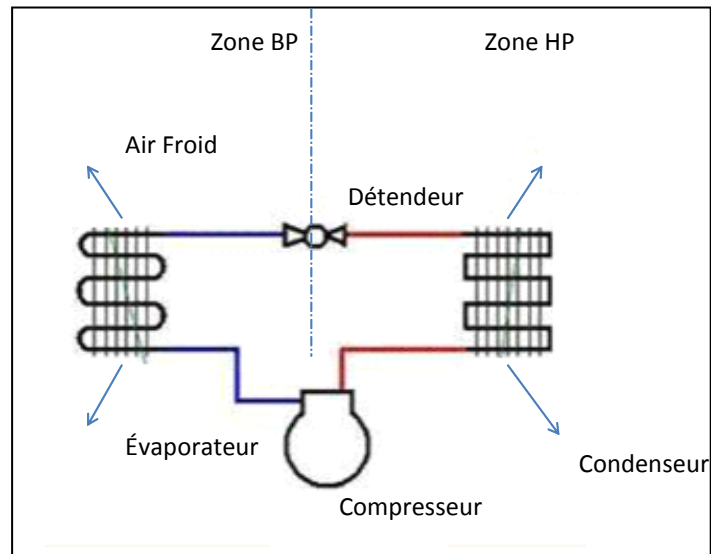 Zone BP
Zone HP
Air Froid
Détendeur
Évaporateur
Condenseur
Compresseur